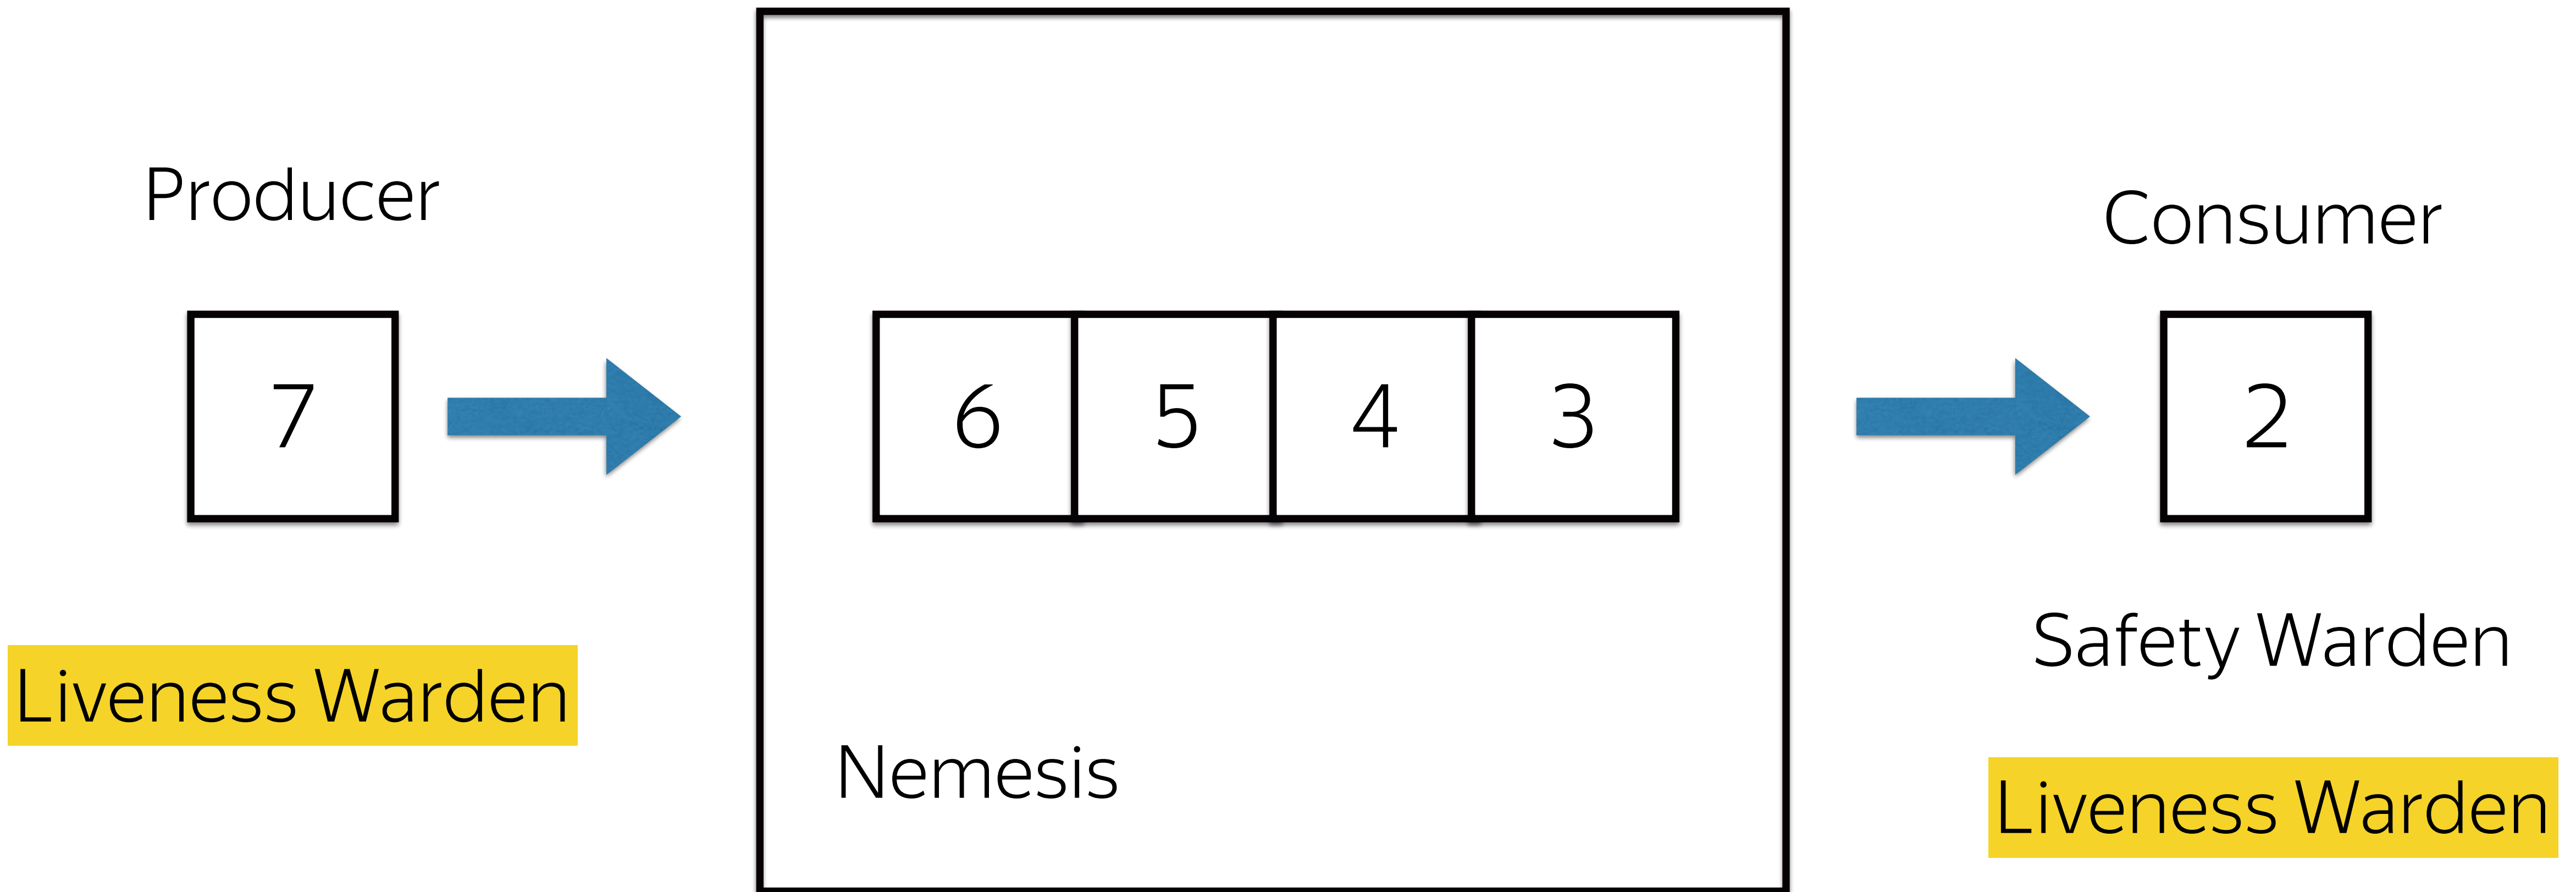 Producer
Consumer
7
6 5 4 3
2
Liveness Warden
Nemesis
Safety Warden
Liveness Warden